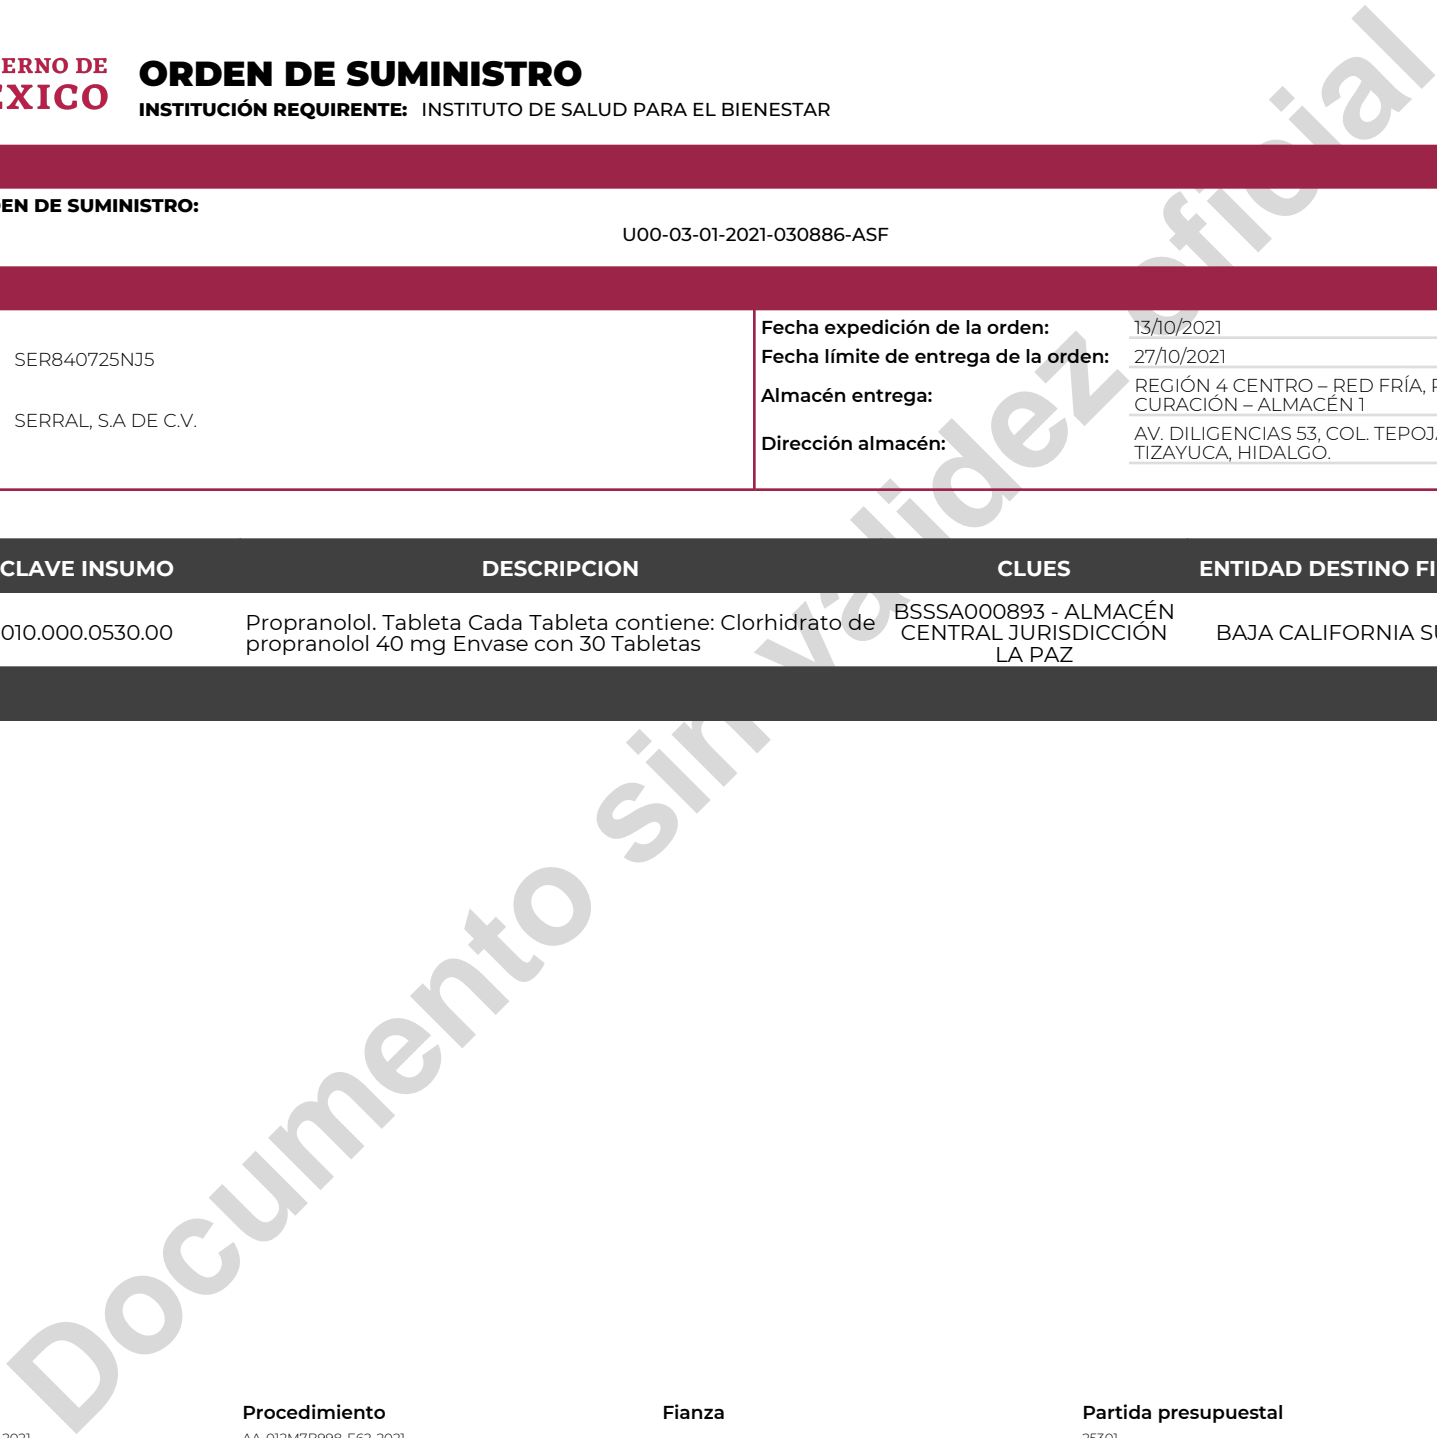 ERNO DE
EXICO
ORDEN DE SUMINISTRO
INSTITUCIÓN REQUIRENTE: INSTITUTO DE SALUD PARA EL BIENESTAR
EN DE SUMINISTRO:
U00-03-01-2021-030886-ASF
SER840725NJ5
SERRAL, S.A DE C.V.
Fecha expedición de la orden: 13/10/2021
Fecha límite de entrega de la orden: 27/10/2021
Almacén entrega: REGIÓN 4 CENTRO – RED FRÍA,
CURACIÓN – ALMACÉN 1
Dirección almacén: AV. DILIGENCIAS 53, COL. TEPOJ
TIZAYUCA, HIDALGO.
CLAVE INSUMO DESCRIPCION CLUES ENTIDAD DESTINO FI
010.000.0530.00
Propranolol. Tableta Cada Tableta contiene: Clorhidrato de
propranolol 40 mg Envase con 30 Tabletas
BSSSA000893 - ALMACÉN
CENTRAL JURISDICCIÓN
LA PAZ
BAJA CALIFORNIA S
Documento sin validez oficial
Procedimiento Fianza Partida presupuestal